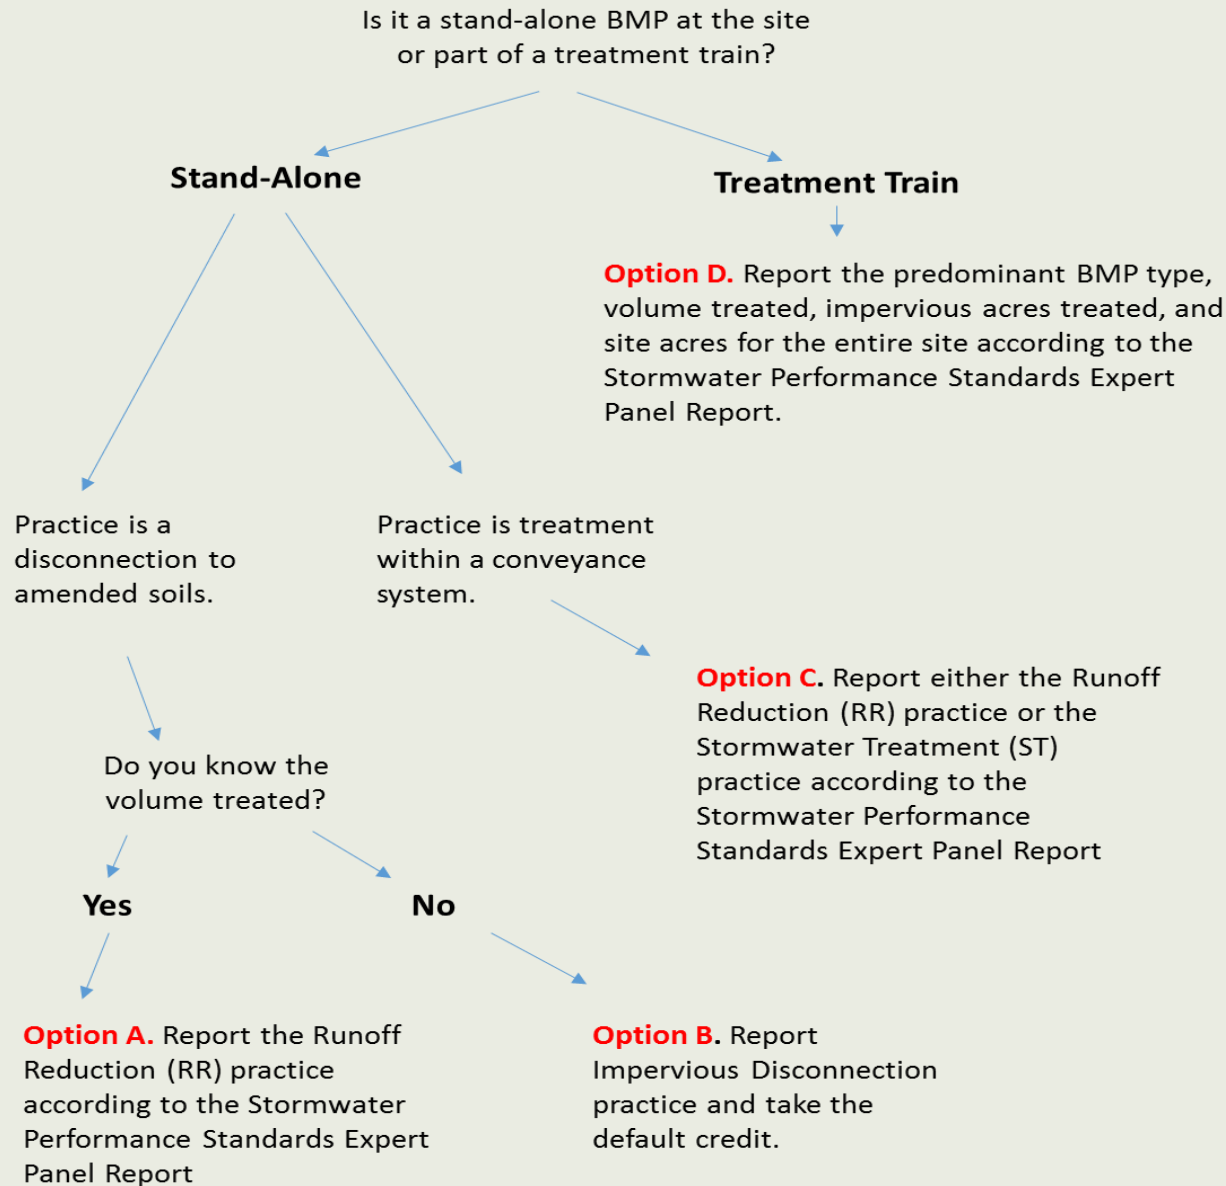 Is it a stand-alone BMP at the site
or part of a treatment train?
Stand-Alone
Treatment Train
Option D. Report the predominant BMP type,
volume treated, impervious acres treated, and
site acres for the entire site according to the
Stormwater Performance Standards Expert
Panel Report.
Practice is a
disconnection to
amended soils.
Practice is treatment
within a conveyance
system.
Option C. Report either the Runoff
Reduction (RR) practice or the
Stormwater Treatment (ST)
practice according to the
Stormwater Performance
Standards Expert Panel Report
Do you know the
volume treated?
Yes
No
Option A. Report the Runoff
Reduction (RR) practice
according to the Stormwater
Performance Standards Expert
Panel Report
Option B. Report
Impervious Disconnection
practice and take the
default credit.